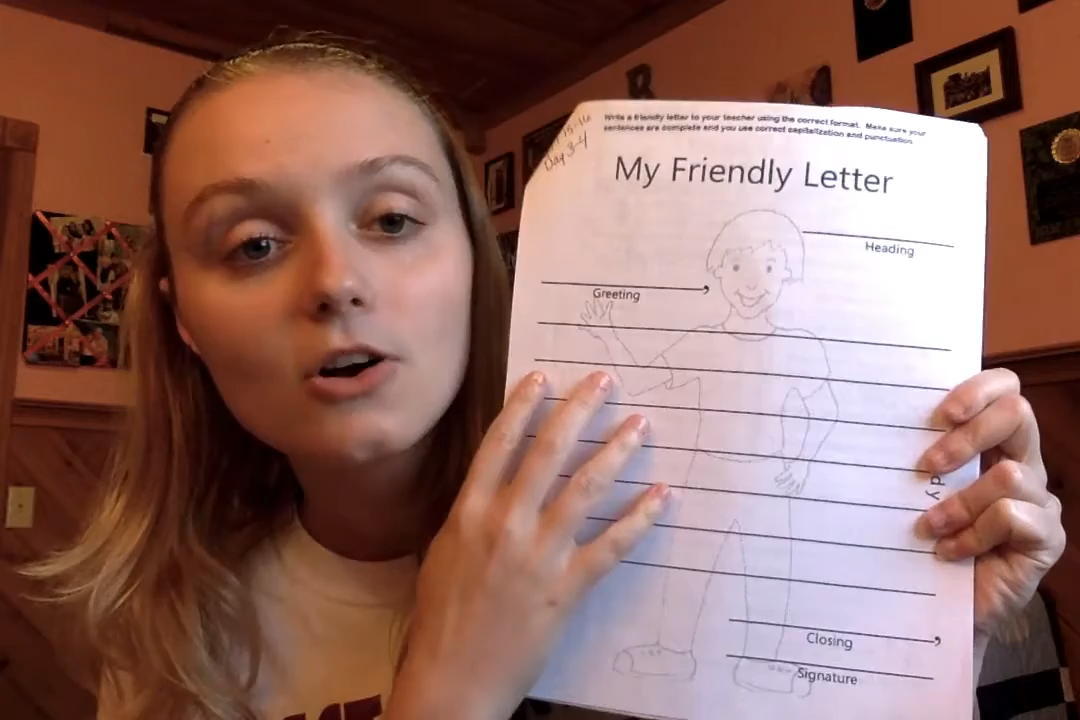 Day 3-4
Write a friendly letter to your teacher using the correct format. Make sure your
sentences are complete and you use correct capitalization and punctuation.
My Friendly Letter
Heading
Greeting ,
dy
Closing ,
Signature